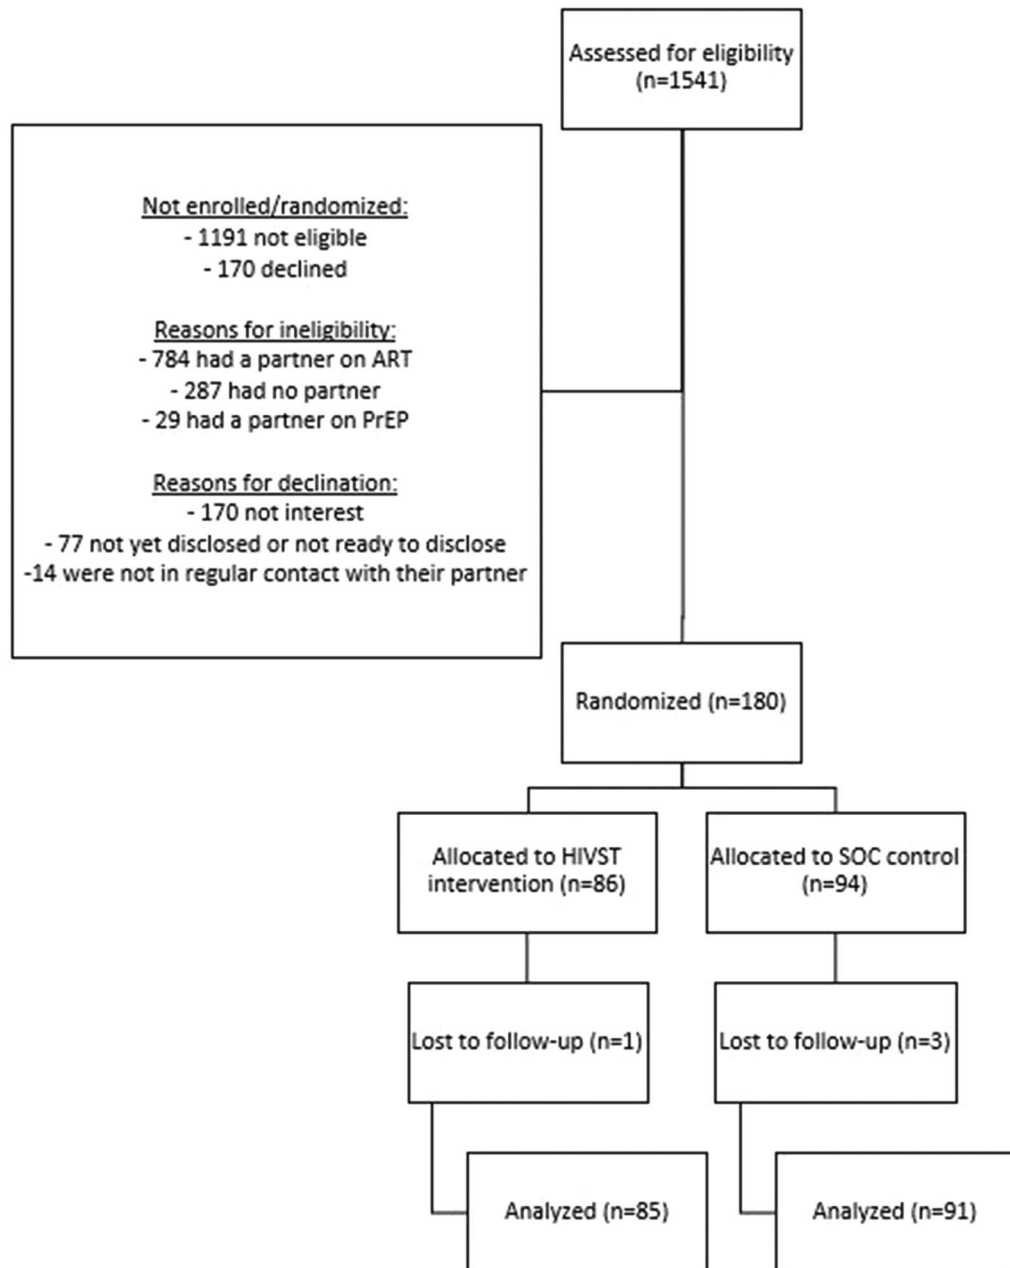 Assessed for eligibility
(n=1541)
Not enrolled/randomized:
- 1191 not eligible
- 170 declined
Reasons for ineligibility:
- 784 had a partner on ART
- 287 had no partner
- 29 had a partner on PrEP
Reasons for declination:
- 170 not interest
- 77 not yet disclosed or not ready to disclose
-14 were not in regular contact with their partner
Randomized (n=180)
Allocated to HIVST
intervention (n=86)
Allocated to SOC control
(n=94)
Lost to follow-up (n=1)
Lost to follow-up (n=3)
Analyzed (n=85)
Analyzed (n=91)